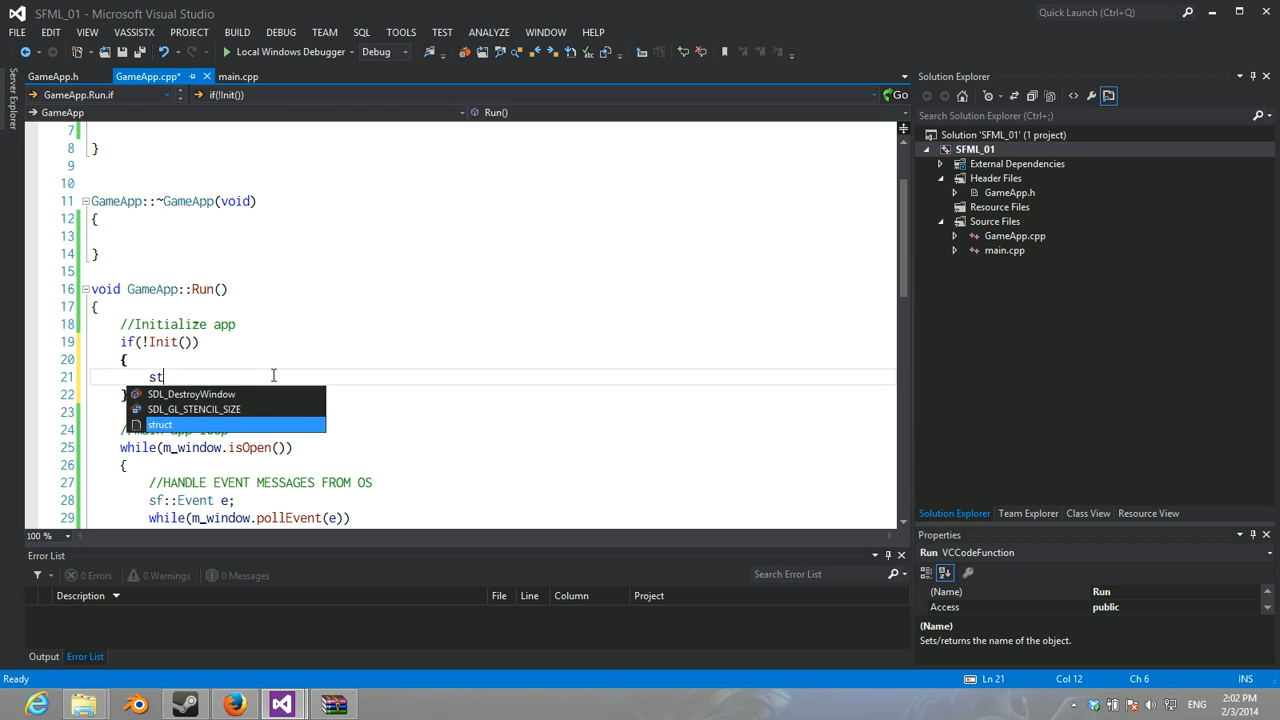 SFML_01 - Microsoft Visual Studio
Quick Launch (Ctrl+Q)
FILE EDIT VIEW VASSISTX PROJECT BUILD DEBUG TEAM SQL TOOLS TEST ANALYZE WINDOW HELP
Local Windows Debugger Debug
Server Explorer
GameApp.h GameApp.cpp* main.cpp
GameApp.Run.if if(!Init()) Go
GameApp Run()
7
8 }
9
10
11 GameApp::~GameApp(void)
12 {
13
14 }
15
16 void GameApp::Run()
17 {
18 //Initialize app
19 if(!Init())
20 {
21 st
22 }
SDL_DestroyWindow
SDL_GL_STENCIL_SIZE
struct
23
24
25 while(m_window.isOpen())
26 {
27 //HANDLE EVENT MESSAGES FROM OS
28 sf::Event e;
29 while(m_window.pollEvent(e))
100 %
Error List
0 Errors 0 Warnings 0 Messages
Search Error List
Description File Line Column Project
Output Error List
Solution Explorer
Search Solution Explorer (Ctrl+;)
Solution 'SFML_01' (1 project)
SFML_01
External Dependencies
Header Files
GameApp.h
Resource Files
Source Files
GameApp.cpp
main.cpp
Solution Explorer Team Explorer Class View Resource View
Properties
Run VCCodeFunction
(Name) Run
Access public
(Name)
Sets/returns the name of the object.
Ready Ln 21 Col 12 Ch 6 INS
ENG
2:02 PM
2/3/2014